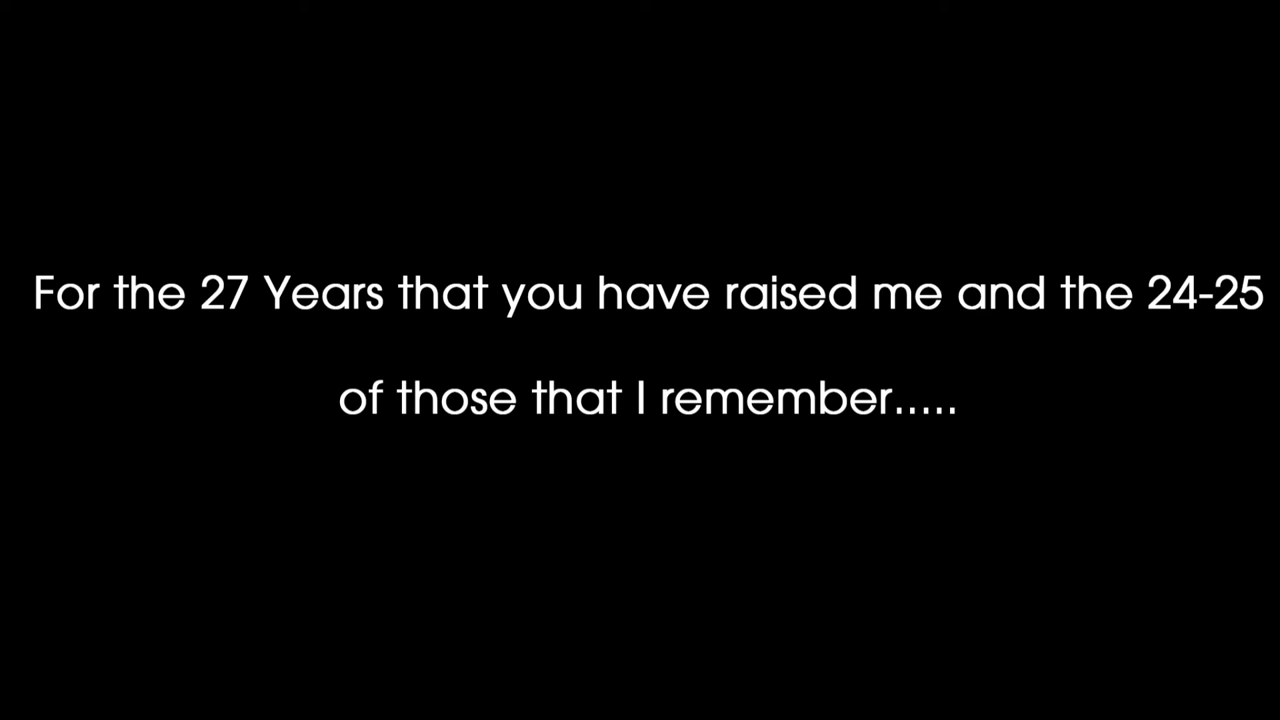 For the 27 Years that you have raised me and the 24-25
of those that I remember.....